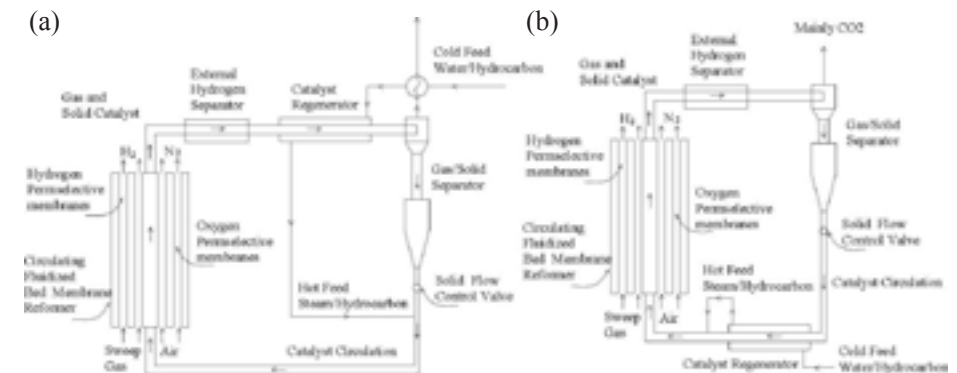 (a)
Cold Feed
Water/Hydrocarbon
External
Hydrogen
Separator
Catalyst
Regenerator
Gas and
Solid Catalyst
H2
N2
Hydrogen
Permselective
membranes
Gas/Solid
Separator
Oxygen
Permselective
membranes
Circulating
Fluidized
Bed Membrane
Reformer
Hot Feed
Steam/Hydrocarbon
Solid Flow
Control Valve
Sweep
Gas
Air
Catalyst Circulation
(b)
Mainly CO2
External
Hydrogen
Separator
Gas and
Solid Catalyst
H2
N2
Gas/Solid
Separator
Hydrogen
Permselective
membranes
Oxygen
Permselective
membranes
Solid Flow
Control Valve
Circulating
Fluidized
Bed Membrane
Reformer
Hot Feed
Steam/Hydrocarbon
Catalyst Circulation
Sweep
Gas
Air
Catalyst Regenerator
Cold Feed
Water/Hydrocarbon